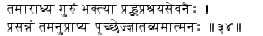 तमाराध्य गुरुं भक्त्या प्रह्वप्रश्रयसेवनैः ।
प्रसन्नं तमनुप्राप्य पृच्छेज्ज्ञातव्यमात्मनः ॥३४॥